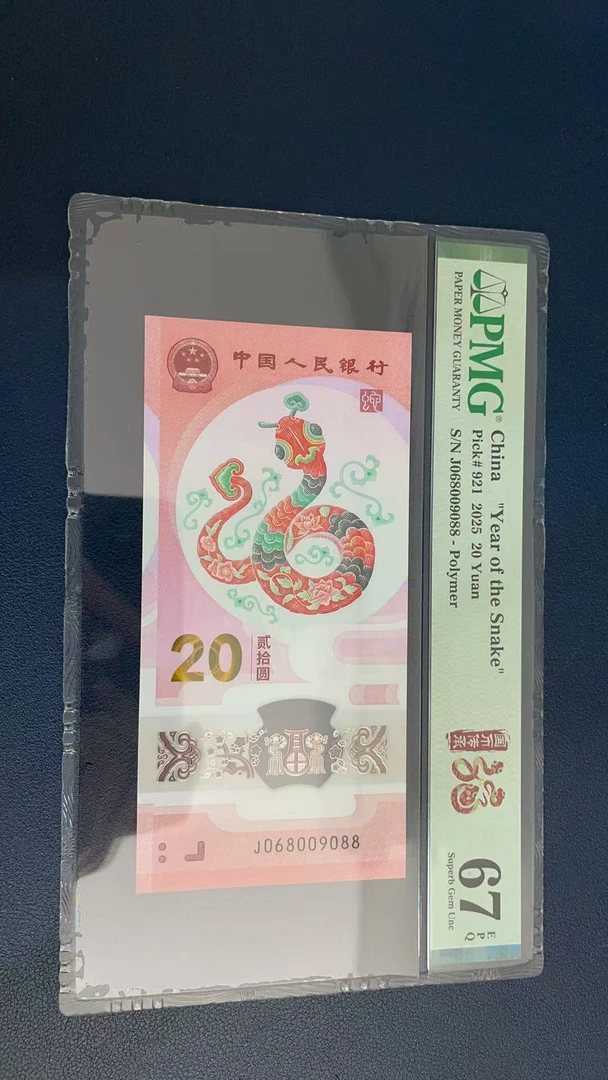 中国人民银行
蛇
20
贰拾圆
J068009088
PMG®
PAPER MONEY GUARANTY
China "Year of the Snake"
Pick# 921 2025 20 Yuan
S/N J068009088 - Polymer
67
EPQ
Superb Gem Unc